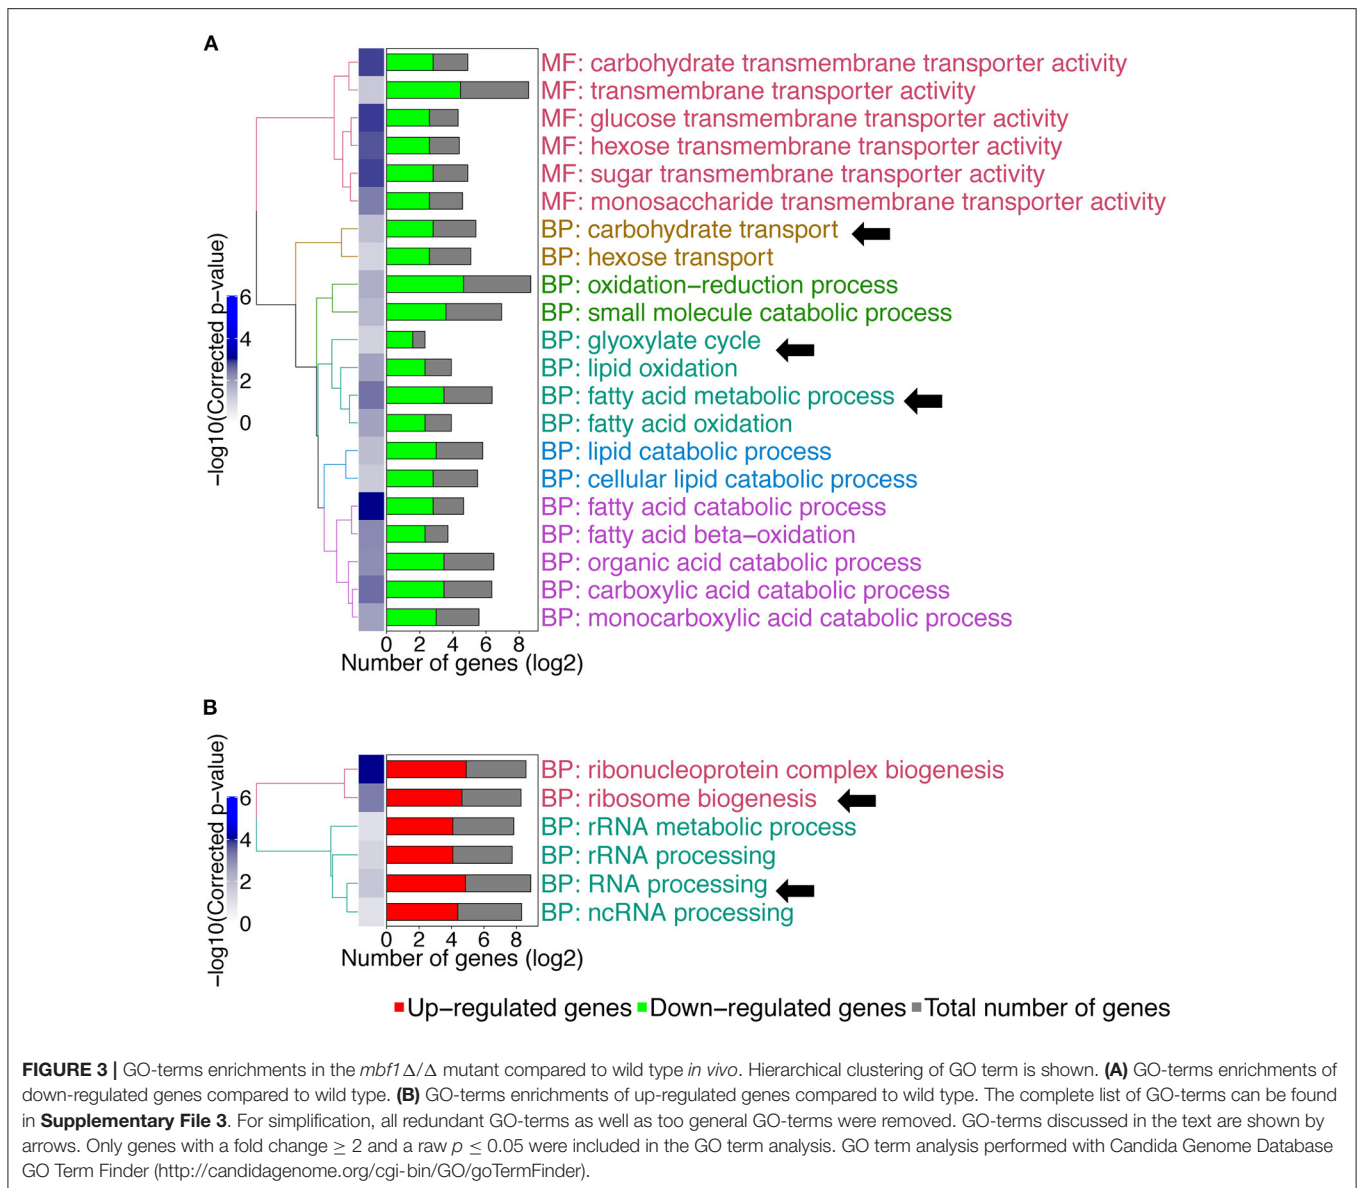 A
MF: carbohydrate transmembrane transporter activity
MF: transmembrane transporter activity
MF: glucose transmembrane transporter activity
MF: hexose transmembrane transporter activity
MF: sugar transmembrane transporter activity
MF: monosaccharide transmembrane transporter activity
BP: carbohydrate transport
BP: hexose transport
BP: oxidation−reduction process
BP: small molecule catabolic process
BP: glyoxylate cycle
BP: lipid oxidation
BP: fatty acid metabolic process
BP: fatty acid oxidation
BP: lipid catabolic process
BP: cellular lipid catabolic process
BP: fatty acid catabolic process
BP: fatty acid beta−oxidation
BP: organic acid catabolic process
BP: carboxylic acid catabolic process
BP: monocarboxylic acid catabolic process
−log10(Corrected p−value)
6
4
2
0
0 2 4 6 8
Number of genes (log2)
B
BP: ribonucleoprotein complex biogenesis
BP: ribosome biogenesis
BP: rRNA metabolic process
BP: rRNA processing
BP: RNA processing
BP: ncRNA processing
−log10(Corrected p−value)
6
4
2
0
0 2 4 6 8
Number of genes (log2)
Up−regulated genes Down−regulated genes Total number of genes
FIGURE 3 | GO-terms enrichments in the mbf1Δ/Δ mutant compared to wild type in vivo. Hierarchical clustering of GO term is shown. (A) GO-terms enrichments of
down-regulated genes compared to wild type. (B) GO-terms enrichments of up-regulated genes compared to wild type. The complete list of GO-terms can be found
in Supplementary File 3. For simplification, all redundant GO-terms as well as too general GO-terms were removed. GO-terms discussed in the text are shown by
arrows. Only genes with a fold change ≥ 2 and a raw p ≤ 0.05 were included in the GO term analysis. GO term analysis performed with Candida Genome Database
GO Term Finder (http://candidagenome.org/cgi-bin/GO/goTermFinder).